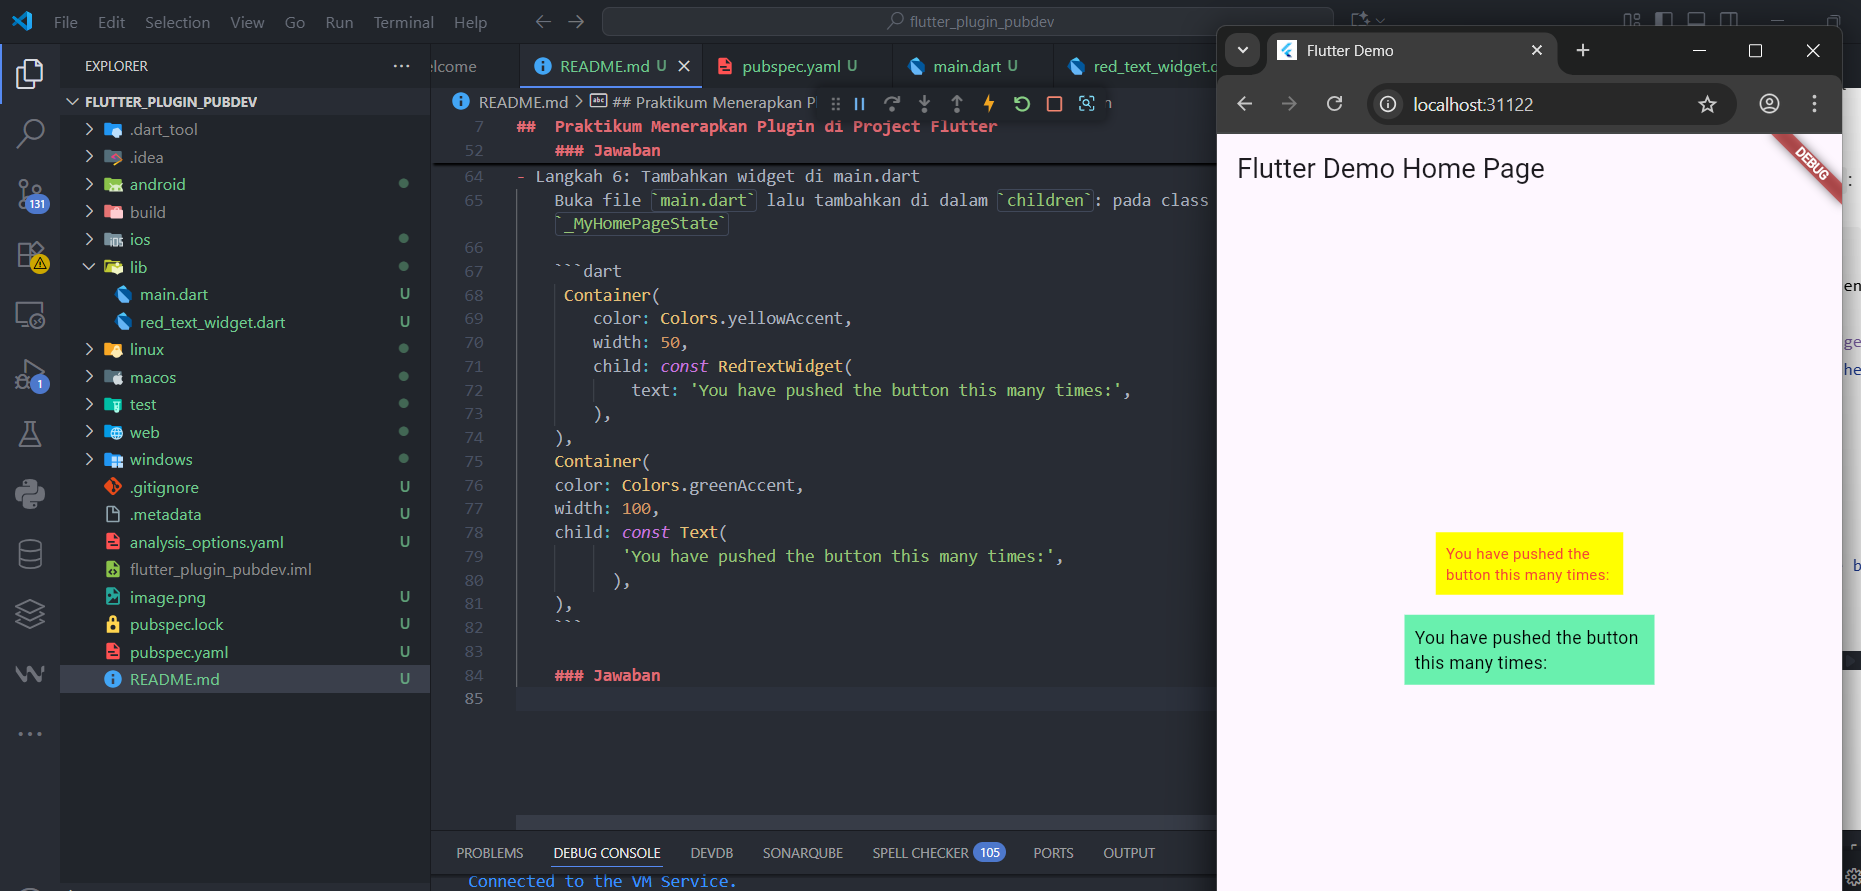 File Edit Selection View Go Run Terminal Help
flutter_plugin_pubdev
EXPLORER
FLUTTER_PLUGIN_PUBDEV
.dart_tool
.idea
android
build
ios
lib
main.dart U
red_text_widget.dart U
linux
macos
test
web
windows
.gitignore U
.metadata U
analysis_options.yaml U
flutter_plugin_pubdev.iml
image.png U
pubspec.lock U
pubspec.yaml U
README.md U
131
1
elcome
README.md U
pubspec.yaml U
main.dart U
red_text_widget.d
README.md > ## Praktikum Menerapkan P
7 ## Praktikum Menerapkan Plugin di Project Flutter
52 ### Jawaban
64 - Langkah 6: Tambahkan widget di main.dart
65 Buka file `main.dart` lalu tambahkan di dalam `children`: pada class
`_MyHomePageState`
66
67 ```dart
68 Container(
69 color: Colors.yellowAccent,
70 width: 50,
71 child: const RedTextWidget(
72 text: 'You have pushed the button this many times:',
73 ),
74 ),
75 Container(
76 color: Colors.greenAccent,
77 width: 100,
78 child: const Text(
79 'You have pushed the button this many times:',
80 ),
81 ),
82 ```
83
84 ### Jawaban
85
PROBLEMS DEBUG CONSOLE DEVDB SONARQUBE SPELL CHECKER 105 PORTS OUTPUT
Connected to the VM Service.
Flutter Demo
localhost:31122
Flutter Demo Home Page
DEBUG
You have pushed the
button this many times:
You have pushed the button
this many times: